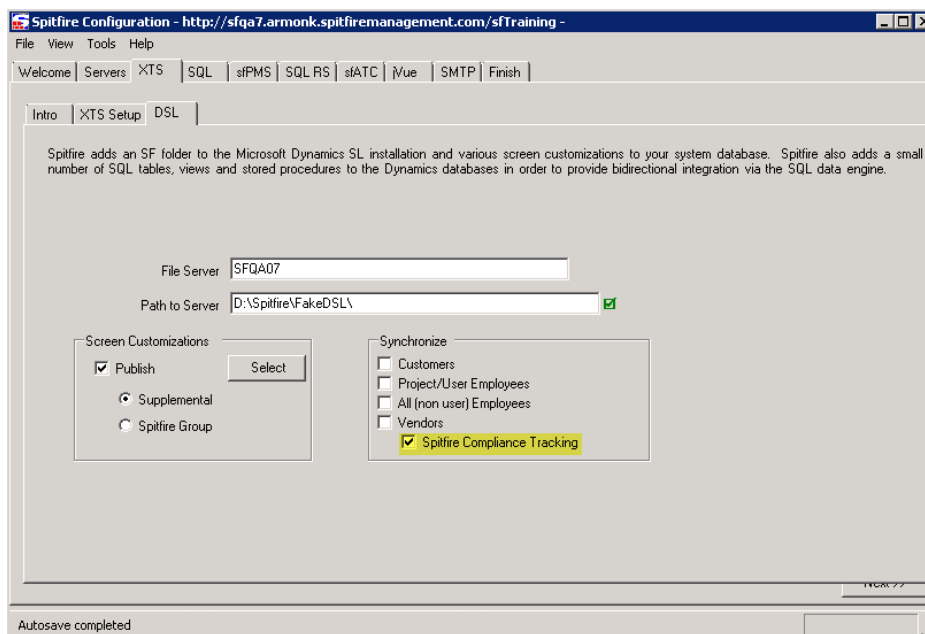 Spitfire Configuration - http://sfqa7.armonk.spitfiremanagement.com/sfTraining -
File View Tools Help
Welcome Servers XTS SQL sfPMS SQL RS sfATC jVue SMTP Finish
Intro XTS Setup DSL
Spitfire adds an SF folder to the Microsoft Dynamics SL installation and various screen customizations to your system database. Spitfire also adds a small
number of SQL tables, views and stored procedures to the Dynamics databases in order to provide bidirectional integration via the SQL data engine.
File Server SFQA07
Path to Server D:\Spitfire\FakeDSL\
Screen Customizations
Publish Select
Supplemental
Spitfire Group
Synchronize
Customers
Project/User Employees
All (non user) Employees
Vendors
Spitfire Compliance Tracking
Next >>
Autosave completed